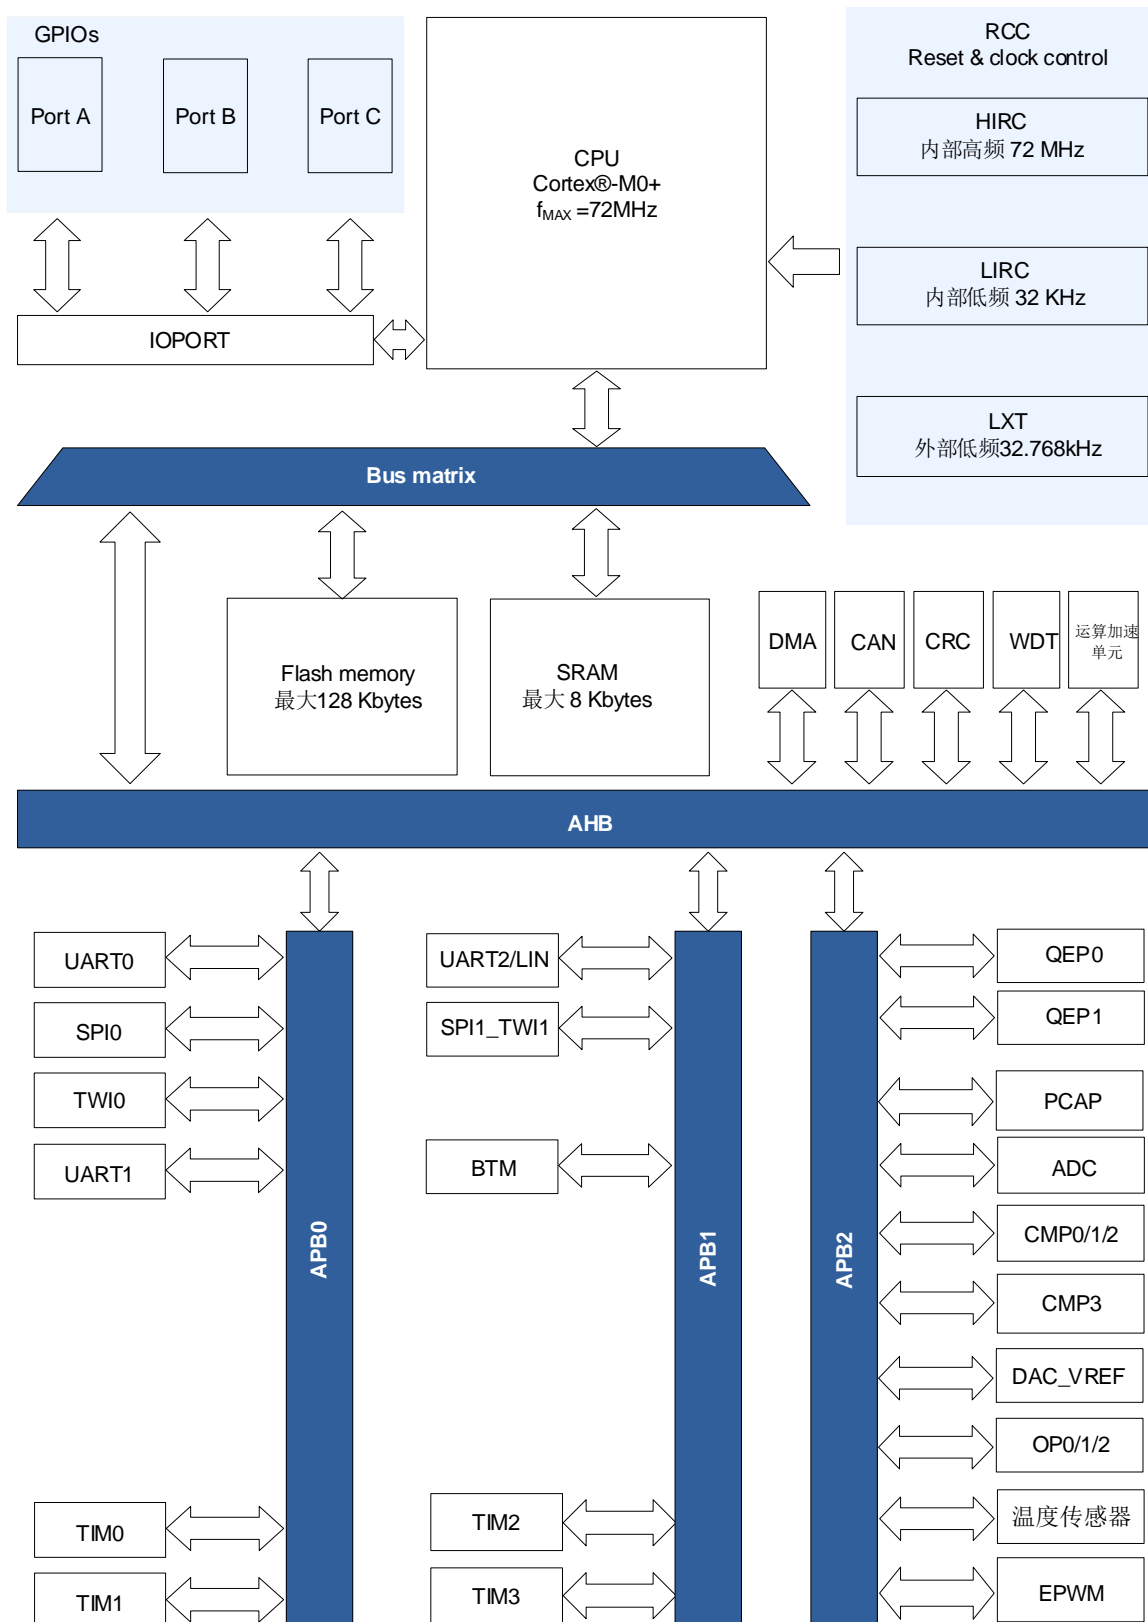 GPIOs
Port A
Port B
Port C
IOPORT
CPU
Cortex®-M0+
fMAX =72MHz
RCC
Reset & clock control
HIRC
内部高频 72 MHz
LIRC
内部低频 32 KHz
LXT
外部低频32.768kHz
Bus matrix
Flash memory
最大128 Kbytes
SRAM
最大 8 Kbytes
DMA
CAN
CRC
WDT
运算加速
单元
AHB
UART0
SPI0
TWI0
UART1
TIM0
TIM1
APB0
UART2/LIN
SPI1_TWI1
BTM
TIM2
TIM3
APB1
APB2
QEP0
QEP1
PCAP
ADC
CMP0/1/2
CMP3
DAC_VREF
OP0/1/2
温度传感器
EPWM